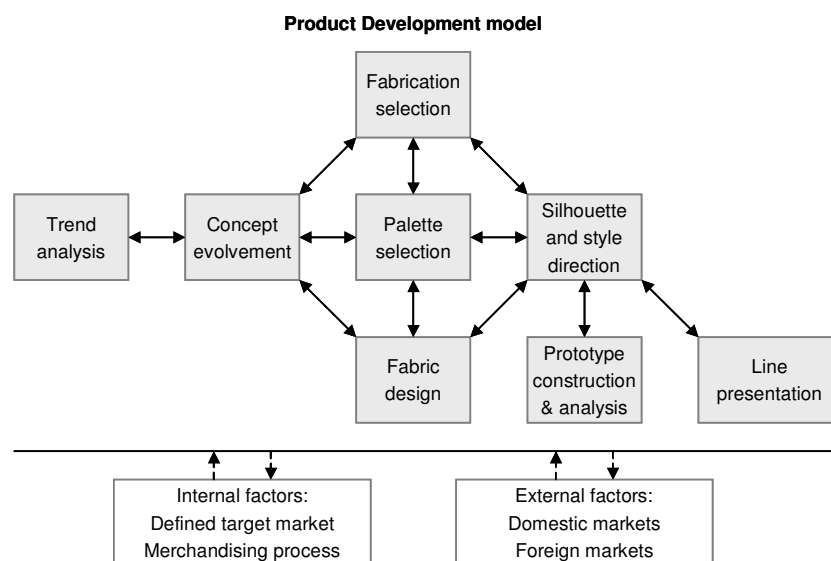 Product Development model
Fabrication
selection
Trend
analysis
Concept
evolvement
Palette
selection
Silhouette
and style
direction
Fabric
design
Prototype
construction
& analysis
Line
presentation
Internal factors:
Defined target market
Merchandising process
External factors:
Domestic markets
Foreign markets